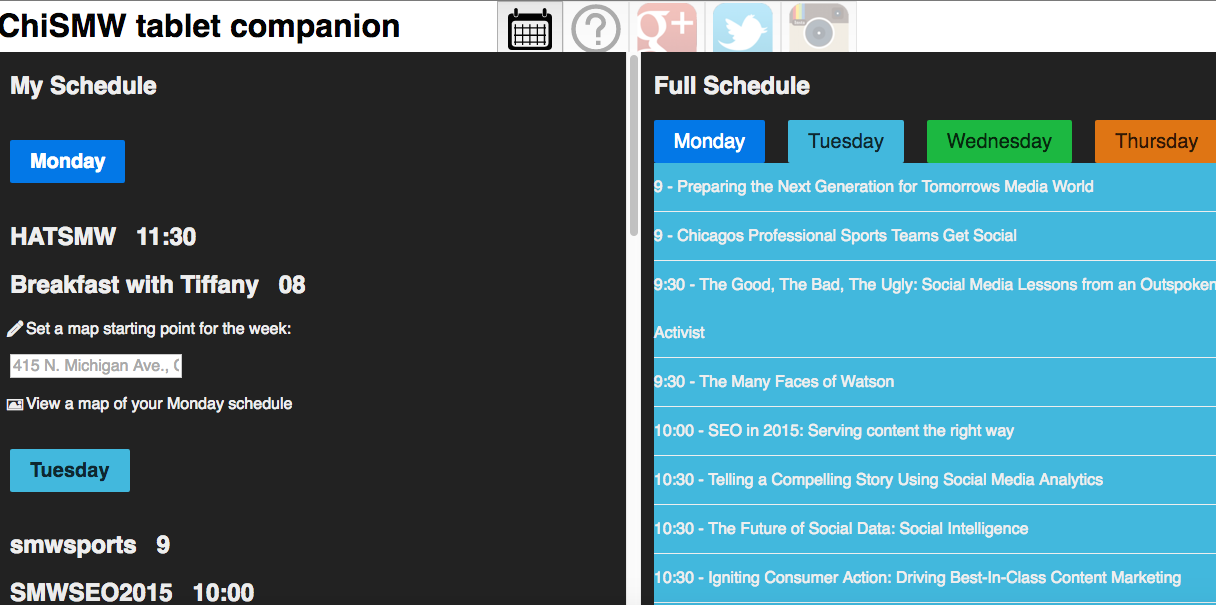 ChiSMW tablet companion
?
g+
My Schedule
Monday
HATSMW 11:30
Breakfast with Tiffany 08
Set a map starting point for the week:
415 N. Michigan Ave., C
View a map of your Monday schedule
Tuesday
smwsports 9
SMWSEO2015 10:00
Full Schedule
Monday Tuesday Wednesday Thursday
9 - Preparing the Next Generation for Tomorrows Media World
9 - Chicagos Professional Sports Teams Get Social
9:30 - The Good, The Bad, The Ugly: Social Media Lessons from an Outspoken
Activist
9:30 - The Many Faces of Watson
10:00 - SEO in 2015: Serving content the right way
10:30 - Telling a Compelling Story Using Social Media Analytics
10:30 - The Future of Social Data: Social Intelligence
10:30 - Igniting Consumer Action: Driving Best-In-Class Content Marketing